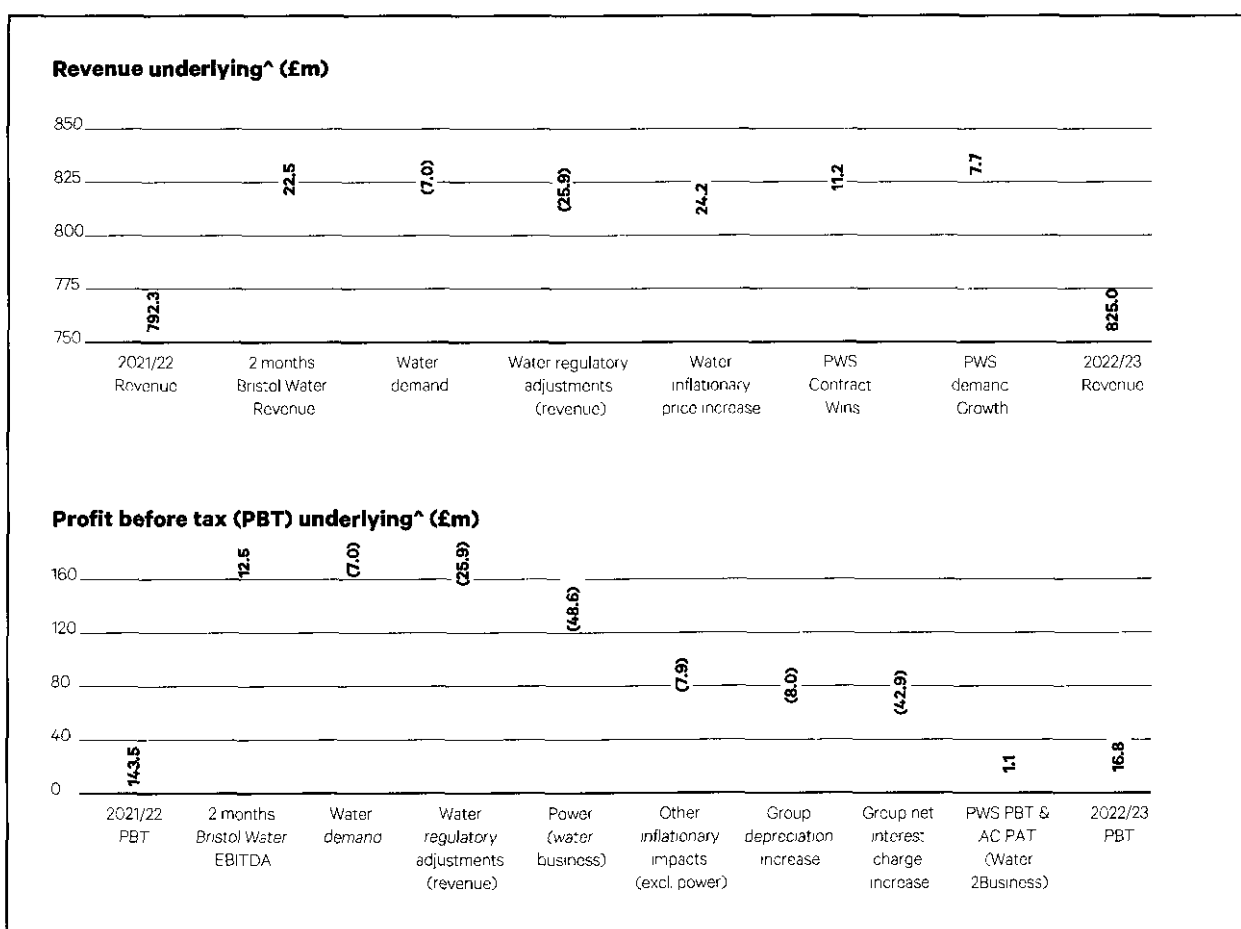 Revenue underlying^ (£m)
850
825
800
775
750
792.3
22.5
(7.0)
(25.9)
24.2
11.2
7.7
825.0
2021/22
Revenue
2 months
Bristol Water
Revenue
Water
demand
Water regulatory
adjustments
(revenue)
Water
inflationary
price increase
PWS
Contract
Wins
PWS
demand
Growth
2022/23
Revenue
Profit before tax (PBT) underlying^ (£m)
160
120
80
40
0
143.5
12.5
(7.0)
(25.9)
(48.6)
(7.9)
(8.0)
(42.9)
1.1
16.8
2021/22
PBT
2 months
Bristol Water
EBITDA
Water
demand
Water
regulatory
adjustments
(revenue)
Power
(water
business)
Other
inflationary
impacts
(excl. power)
Group
depreciation
increase
Group net
interest
charge
increase
PWS PBT &
AC PAT
(Water
2Business)
2022/23
PBT